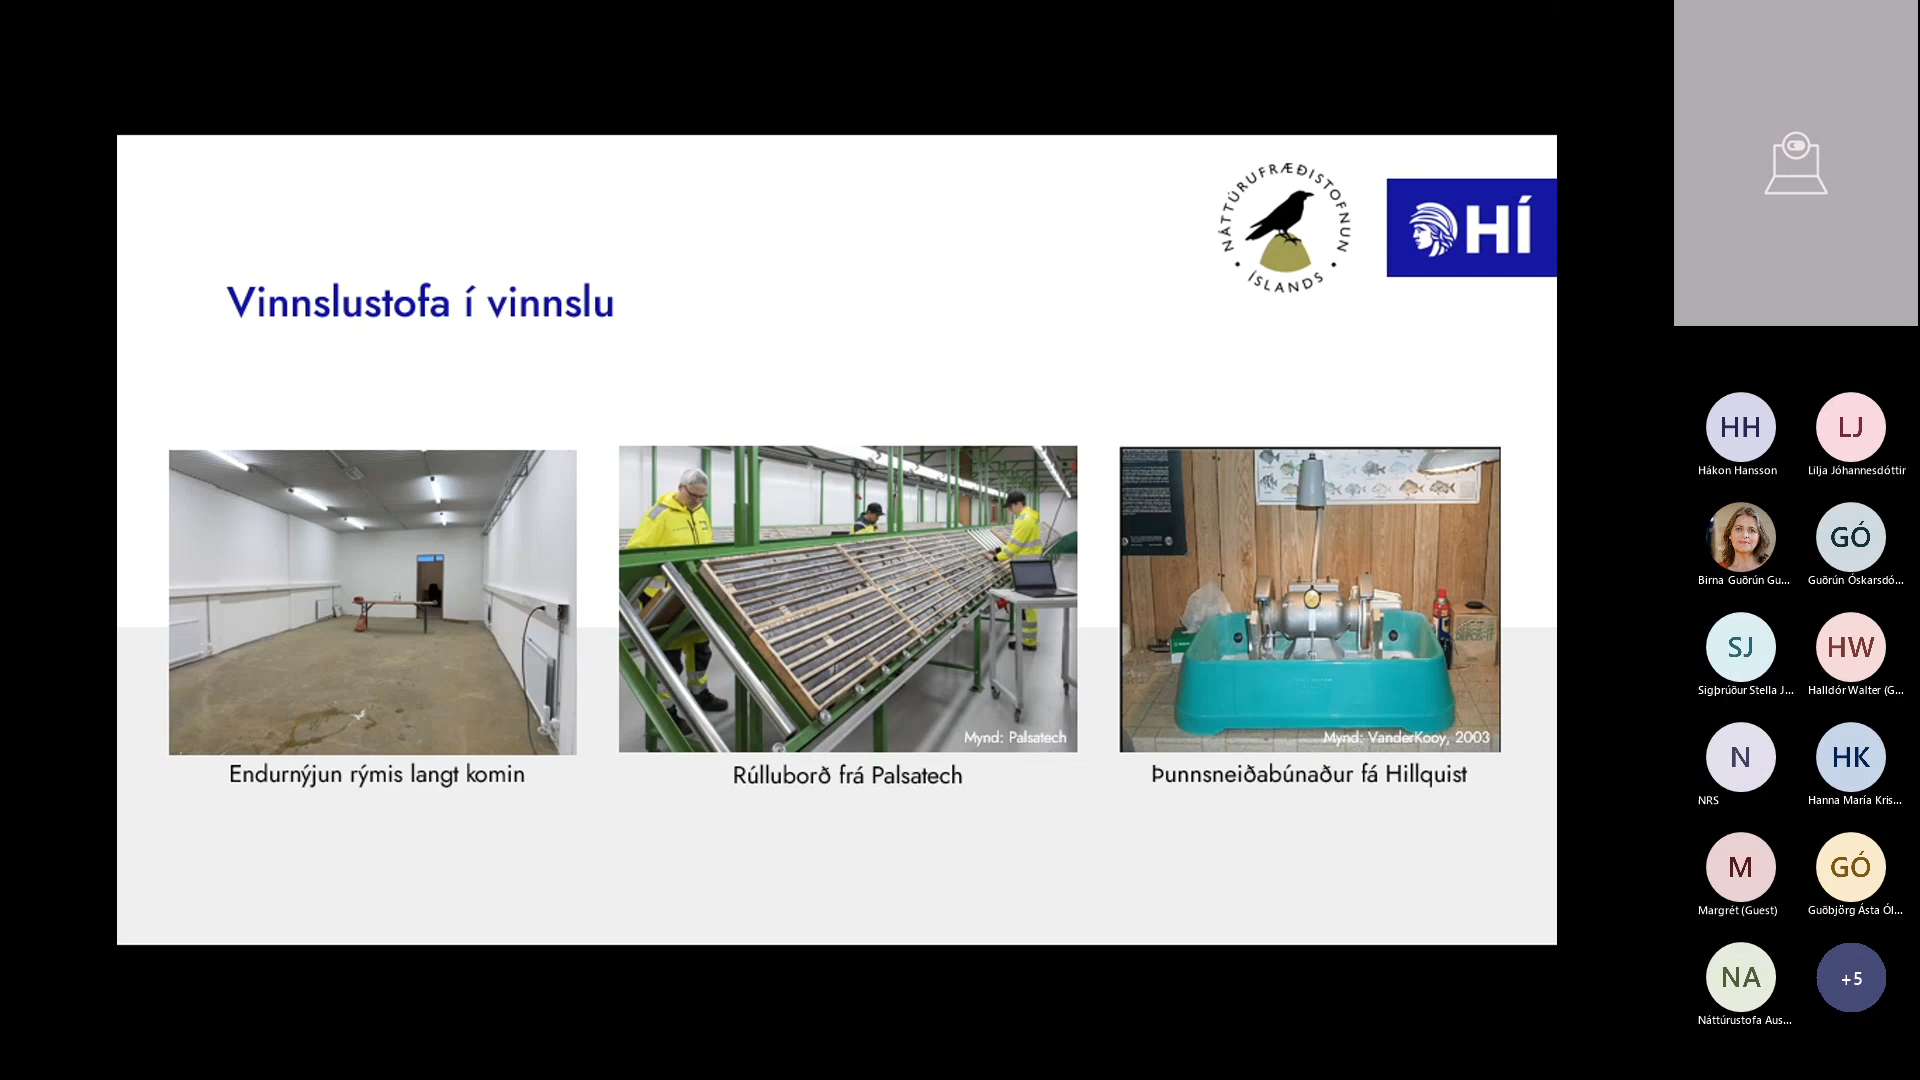 NÁTTÚRUFRÆÐISTOFNUN
• ÍSLANDS •
HÍ
Vinnslustofa í vinnslu
Mynd: Palsatech
Mynd: VanderKooy, 2003
Endurnýjun rýmis langt komin
Rúlluborð frá Palsatech
Þunnsneiðabúnaður fá Hillquist
HH
LJ
Hákon Hansson
Lilja Jóhannesdóttir
GÓ
Birna Guðrún Gu...
Guðrún Óskarsdó...
SJ
HW
Sigþrúður Stella J...
Halldór Walter (G...
N
HK
NRS
Hanna María Kris...
M
GÓ
Margrét (Guest)
Guðbjörg Ásta Ól...
NA
+5
Náttúrustofa Aus...